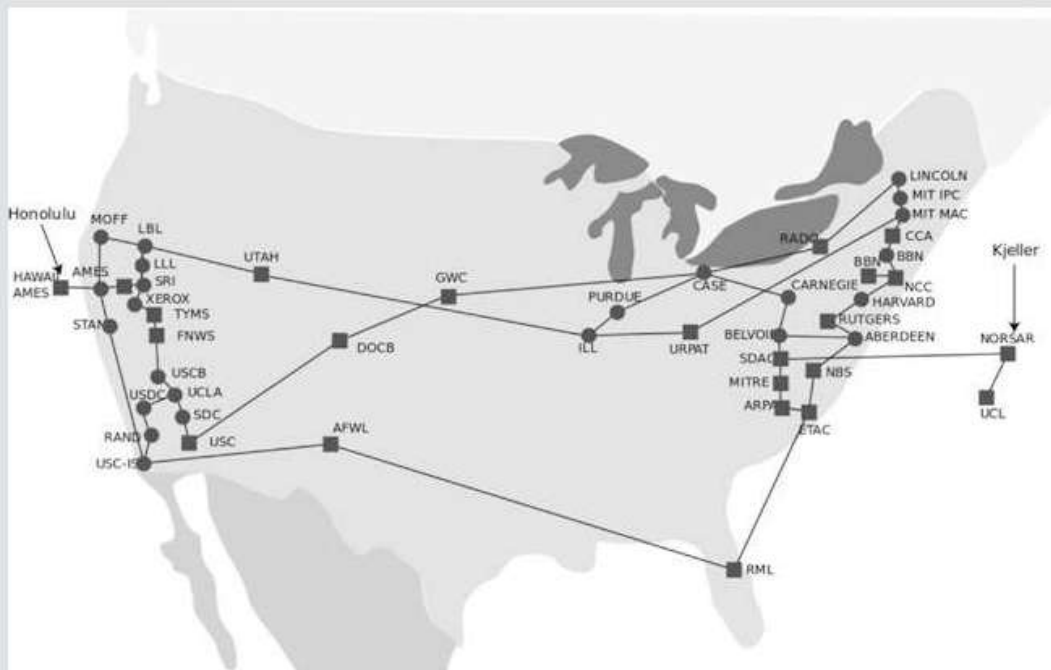 LINCOLN
MIT IPC
MIT MAC
Honolulu
MOFF
LBL
CCA
RADC
Kjeller
UTAH
BBN
BBN
LLL
HAWAII
AMES
AMES
SRI
GWC
CASE
CARNEGIE
NCC
XEROX
PURDUE
HARVARD
TYMS
STAN
RUTGERS
FNWS
BELVOIR
ABERDEEN
NORSAR
DOCB
ILL
URPAT
SDAC
USCB
MITRE
NBS
USDC
UCLA
ARPA
UCL
SDC
ETAC
RAND
USC
AFWL
USC-IS
RML